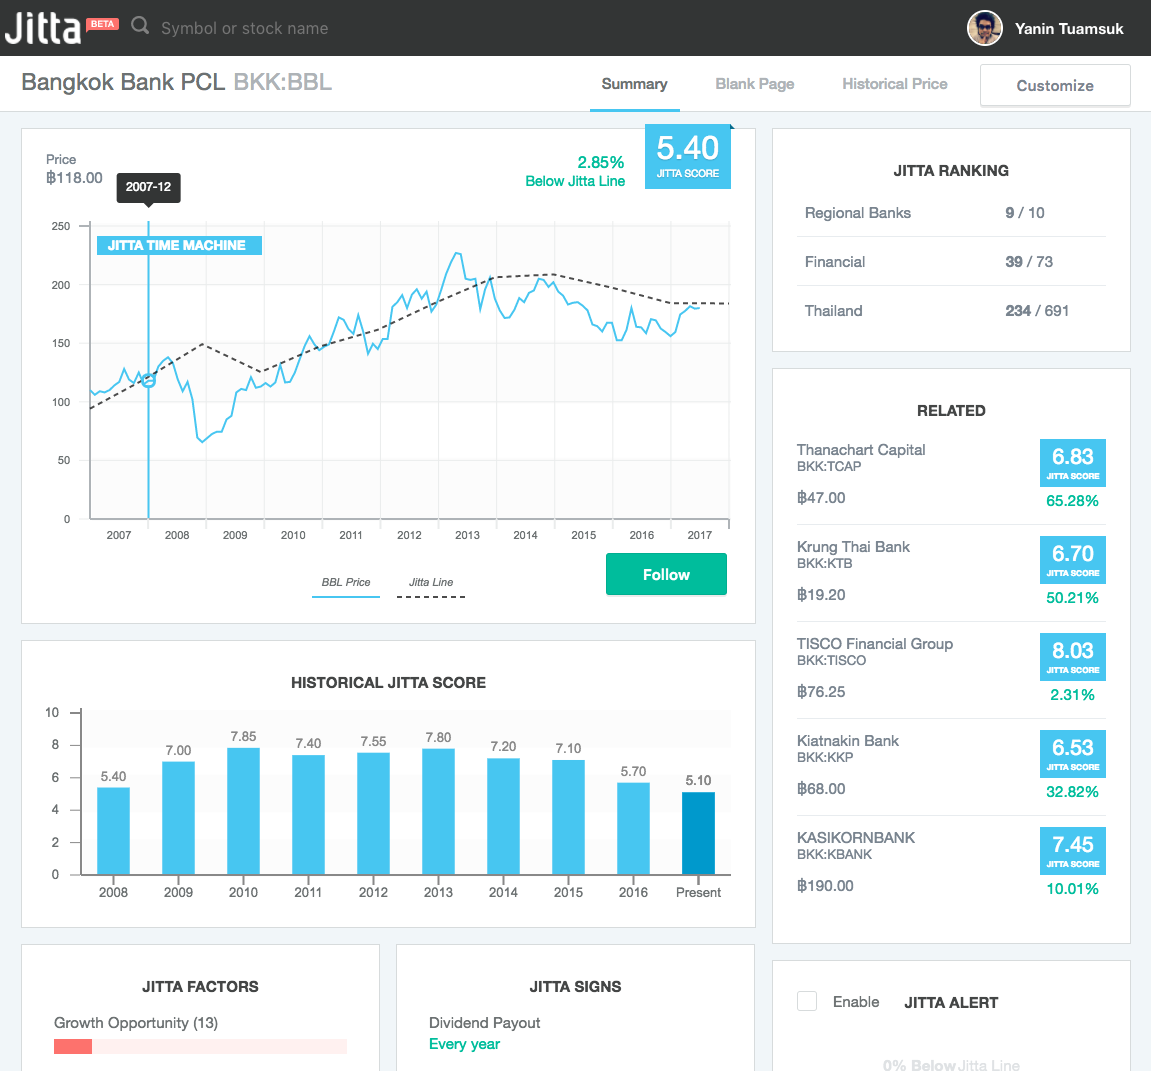 Jitta BETA Symbol or stock name Yanin Tuamsuk
Bangkok Bank PCL BKK:BBL Summary Blank Page Historical Price Customize
Price
฿118.00
2007-12
2.85%
Below Jitta Line
5.40
JITTA SCORE
JITTA TIME MACHINE
250
200
150
100
50
0
2007 2008 2009 2010 2011 2012 2013 2014 2015 2016 2017
BBL Price Jitta Line
Follow
JITTA RANKING
Regional Banks 9 / 10
Financial 39 / 73
Thailand 234 / 691
RELATED
Thanachart Capital
BKK:TCAP
฿47.00
6.83
JITTA SCORE
65.28%
Krung Thai Bank
BKK:KTB
฿19.20
6.70
JITTA SCORE
50.21%
TISCO Financial Group
BKK:TISCO
฿76.25
8.03
JITTA SCORE
2.31%
Kiatnakin Bank
BKK:KKP
฿68.00
6.53
JITTA SCORE
32.82%
KASIKORNBANK
BKK:KBANK
฿190.00
7.45
JITTA SCORE
10.01%
HISTORICAL JITTA SCORE
10
8
6
4
2
0
5.40 7.00 7.85 7.40 7.55 7.80 7.20 7.10 5.70 5.10
2008 2009 2010 2011 2012 2013 2014 2015 2016 Present
JITTA FACTORS
Growth Opportunity (13)
JITTA SIGNS
Dividend Payout
Every year
Enable JITTA ALERT
0% Below Jitta Line